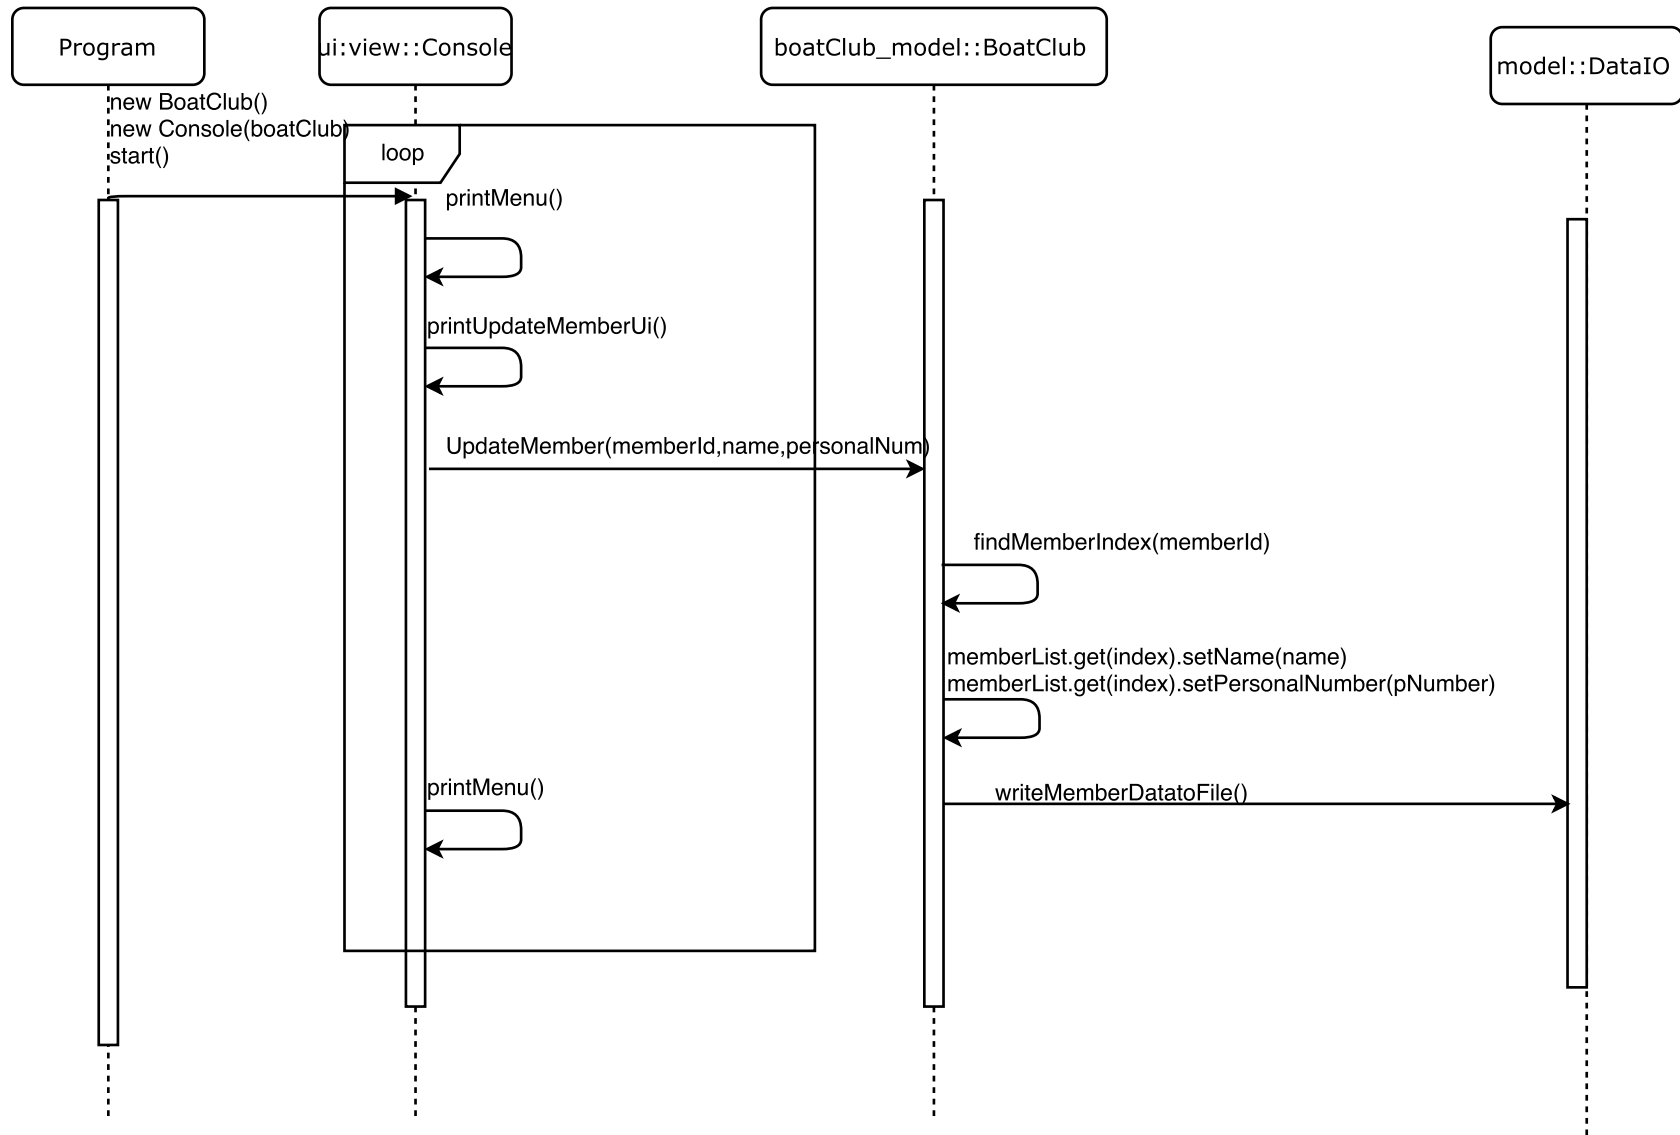 Program
ui:view::Console
boatClub_model::BoatClub
model::DataIO
new BoatClub()
new Console(boatClub)
start()
loop
printMenu()
printUpdateMemberUi()
UpdateMember(memberId,name,personalNum)
findMemberIndex(memberId)
memberList.get(index).setName(name)
memberList.get(index).setPersonalNumber(pNumber)
printMenu()
writeMemberDatatoFile()